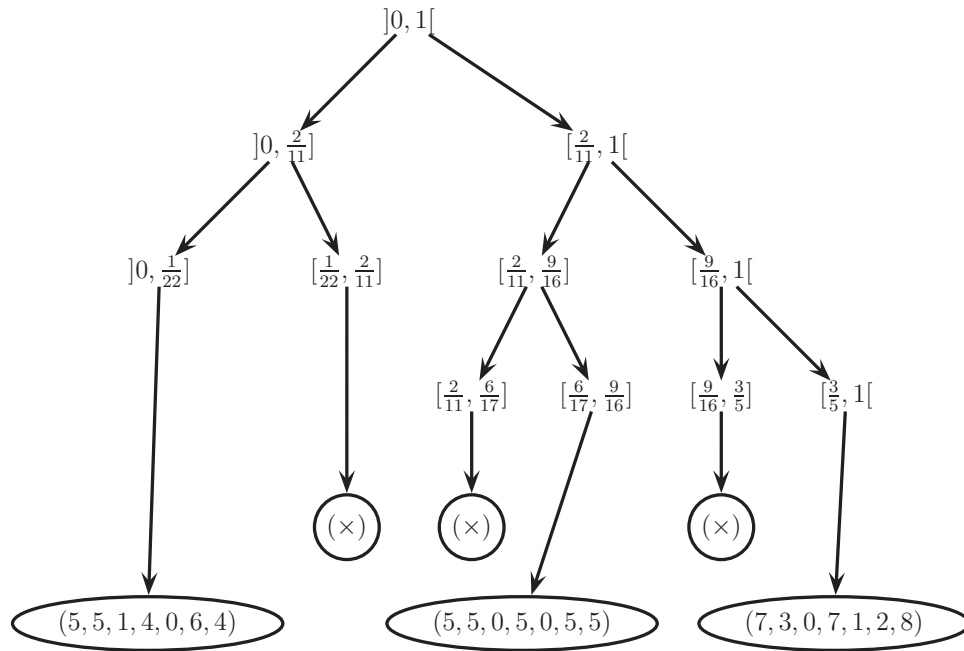 ]0, 1[
]0, 2/11] [2/11, 1[
]0, 1/22] [1/22, 2/11] [2/11, 9/16] [9/16, 1[
[2/11, 6/17] [6/17, 9/16] [9/16, 3/5] [3/5, 1[
(×) (×) (×)
(5, 5, 1, 4, 0, 6, 4) (5, 5, 0, 5, 0, 5, 5) (7, 3, 0, 7, 1, 2, 8)